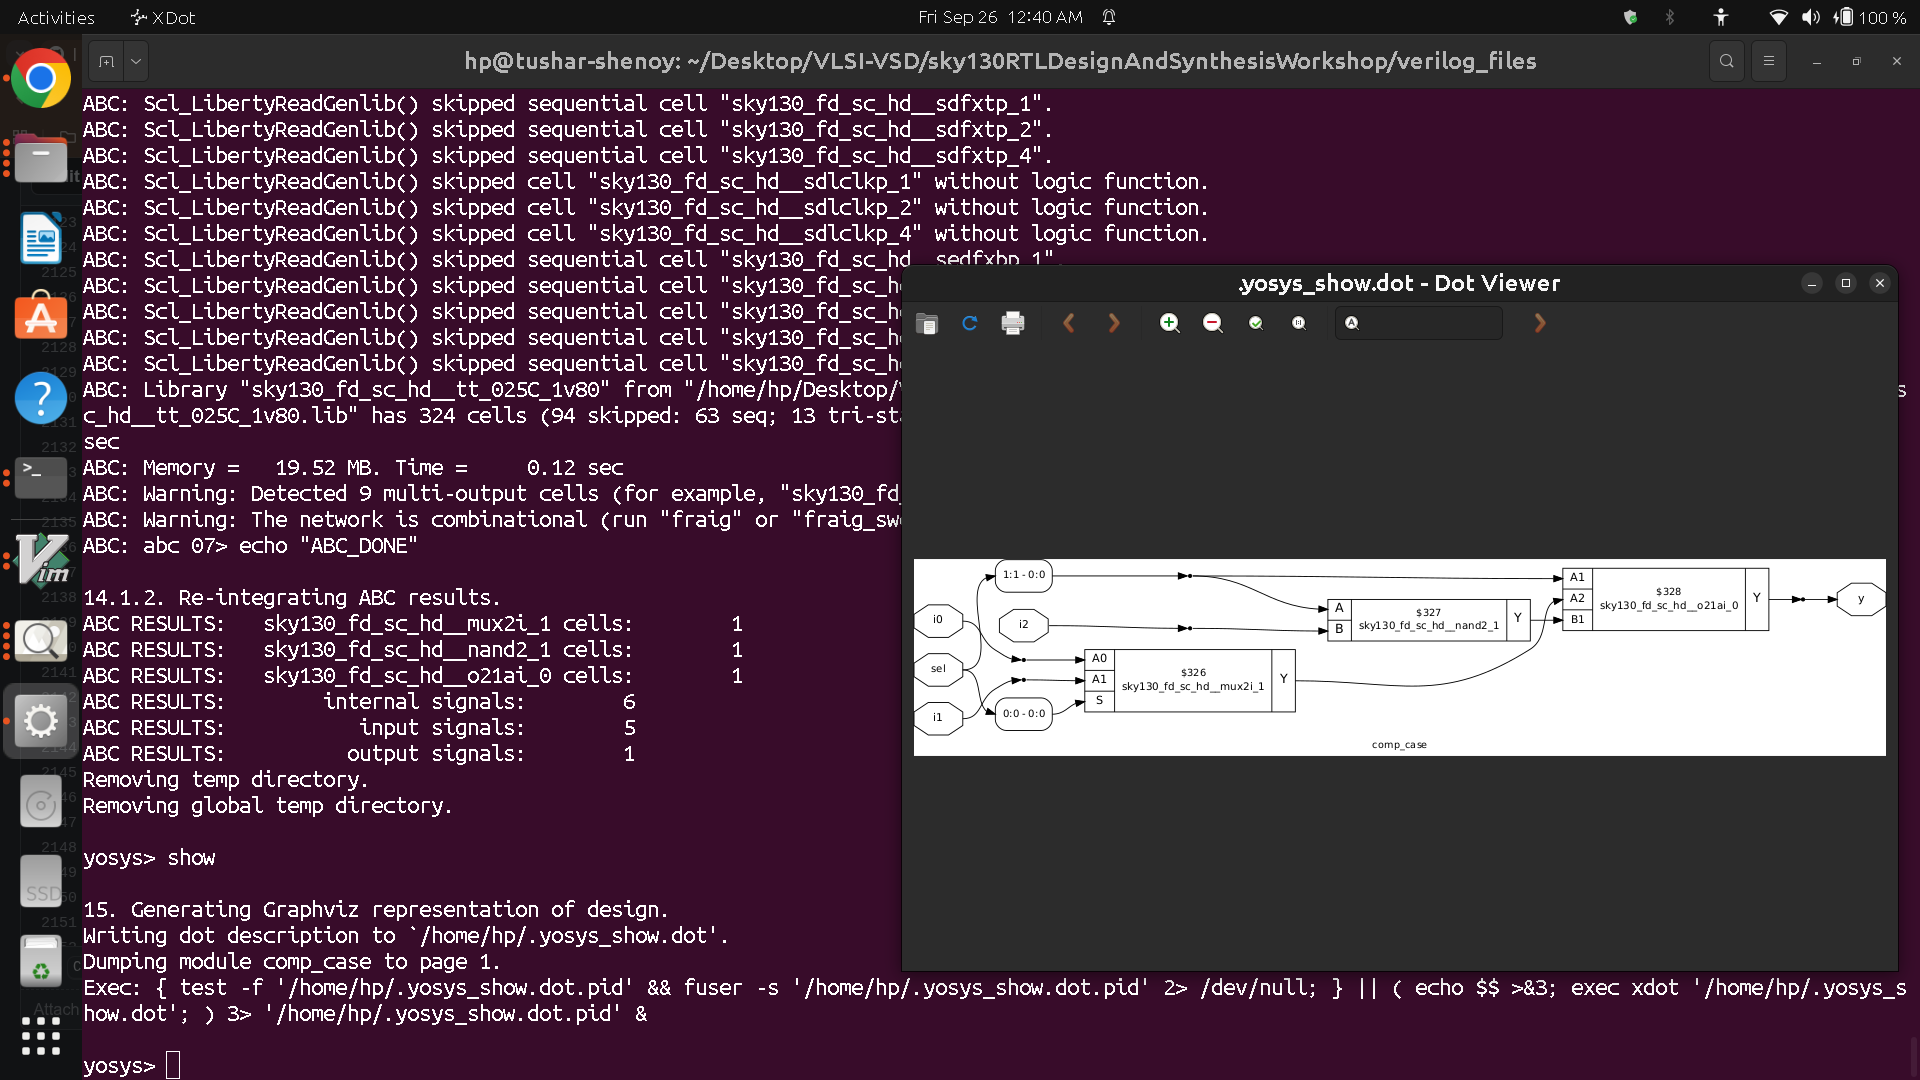 Activities
XDot
Fri Sep 26 12:40 AM
100 %
hp@tushar-shenoy: ~/Desktop/VLSI-VSD/sky130RTLDesignAndSynthesisWorkshop/verilog_files
ABC: Scl_LibertyReadGenlib() skipped sequential cell "sky130_fd_sc_hd__sdfxtp_1".
ABC: Scl_LibertyReadGenlib() skipped sequential cell "sky130_fd_sc_hd__sdfxtp_2".
ABC: Scl_LibertyReadGenlib() skipped sequential cell "sky130_fd_sc_hd__sdfxtp_4".
ABC: Scl_LibertyReadGenlib() skipped cell "sky130_fd_sc_hd__sdlclkp_1" without logic function.
ABC: Scl_LibertyReadGenlib() skipped cell "sky130_fd_sc_hd__sdlclkp_2" without logic function.
ABC: Scl_LibertyReadGenlib() skipped cell "sky130_fd_sc_hd__sdlclkp_4" without logic function.
ABC: Scl_LibertyReadGenlib() skipped sequential cell "sky130_fd_sc_hd__sedfxbp_1".
ABC: Scl_LibertyReadGenlib() skipped sequential cell "sky130_fd_sc_h
ABC: Scl_LibertyReadGenlib() skipped sequential cell "sky130_fd_sc_h
ABC: Scl_LibertyReadGenlib() skipped sequential cell "sky130_fd_sc_h
ABC: Scl_LibertyReadGenlib() skipped sequential cell "sky130_fd_sc_h
ABC: Library "sky130_fd_sc_hd__tt_025C_1v80" from "/home/hp/Desktop/ s
c_hd__tt_025C_1v80.lib" has 324 cells (94 skipped: 63 seq; 13 tri-st
sec
ABC: Memory = 19.52 MB. Time = 0.12 sec
ABC: Warning: Detected 9 multi-output cells (for example, "sky130_fd_
ABC: Warning: The network is combinational (run "fraig" or "fraig_sw
ABC: abc 07> echo "ABC_DONE"
14.1.2. Re-integrating ABC results.
ABC RESULTS: sky130_fd_sc_hd__mux2i_1 cells: 1
ABC RESULTS: sky130_fd_sc_hd__nand2_1 cells: 1
ABC RESULTS: sky130_fd_sc_hd__o21ai_0 cells: 1
ABC RESULTS: internal signals: 6
ABC RESULTS: input signals: 5
ABC RESULTS: output signals: 1
Removing temp directory.
Removing global temp directory.
yosys> show
15. Generating Graphviz representation of design.
Writing dot description to `/home/hp/.yosys_show.dot'.
Dumping module comp_case to page 1.
Exec: { test -f '/home/hp/.yosys_show.dot.pid' && fuser -s '/home/hp/.yosys_show.dot.pid' 2> /dev/null; } || ( echo $$ >&3; exec xdot '/home/hp/.yosys_s
how.dot'; ) 3> '/home/hp/.yosys_show.dot.pid' &
yosys>
.yosys_show.dot - Dot Viewer
1:1 - 0:0
i0
i2
sel
i1
0:0 - 0:0
A0
A1
S
$326
sky130_fd_sc_hd__mux2i_1
Y
A
B
$327
sky130_fd_sc_hd__nand2_1
Y
A1
A2
B1
$328
sky130_fd_sc_hd__o21ai_0
Y
y
comp_case
Vim
SSD
Attach